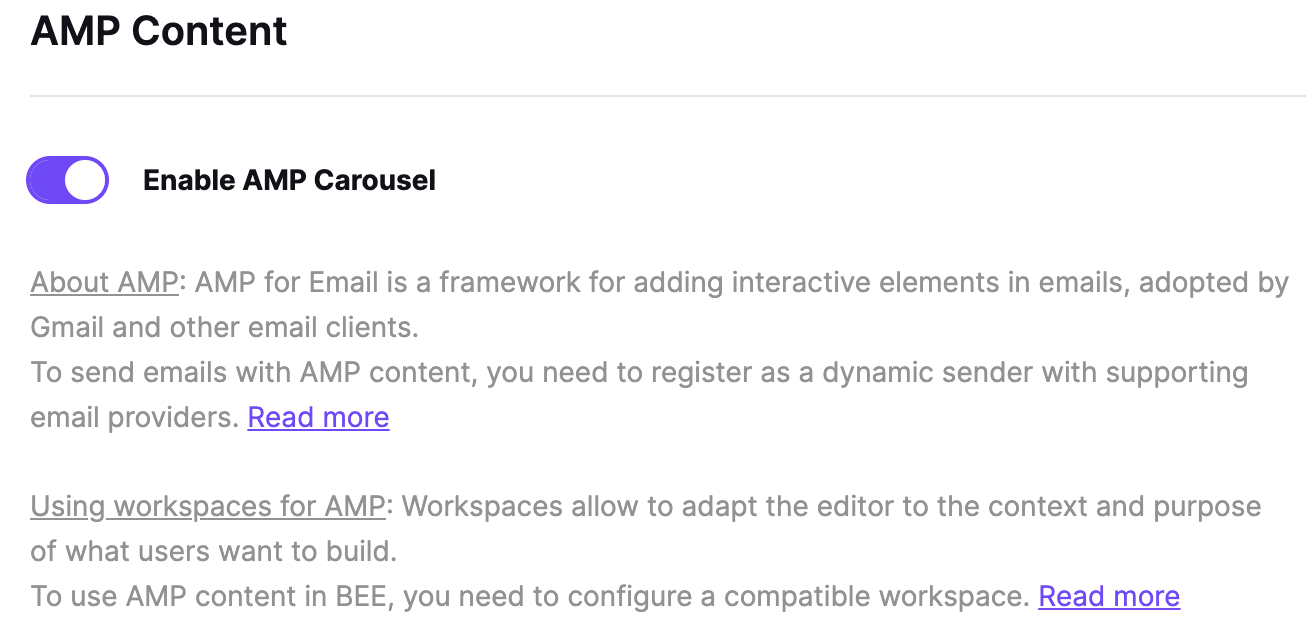 AMP Content
Enable AMP Carousel
About AMP: AMP for Email is a framework for adding interactive elements in emails, adopted by
Gmail and other email clients.
To send emails with AMP content, you need to register as a dynamic sender with supporting
email providers. Read more
Using workspaces for AMP: Workspaces allow to adapt the editor to the context and purpose
of what users want to build.
To use AMP content in BEE, you need to configure a compatible workspace. Read more